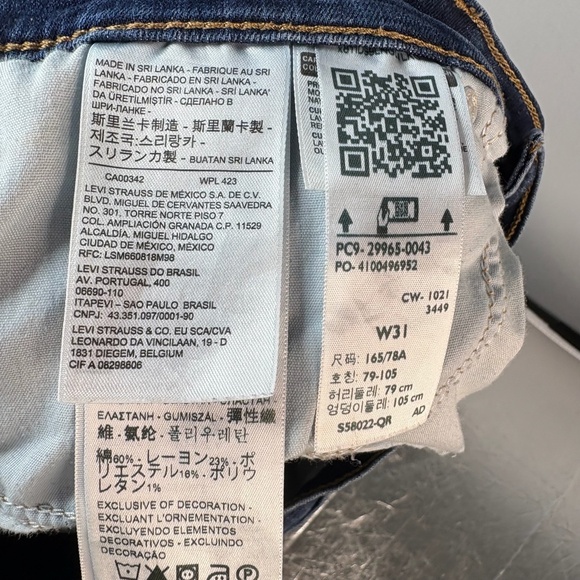 MADE IN SRI LANKA - FABRIQUE AU SRI
LANKA - FABRICADO EN SRI LANKA -
FABRICADO NO SRI LANKA - SRI LANKA'
DA ÜRETİLMİŞTİR - СДЕЛАНО В
ШРИ-ЛАНКЕ -
斯里兰卡制造 - 斯里蘭卡製 -
제조국:스리랑카 -
スリランカ製 - BUATAN SRI LANKA
CA00342 WPL 423
LEVI STRAUSS DE MÉXICO S.A. DE C.V.
BLVD. MIGUEL DE CERVANTES SAAVEDRA
NO. 301, TORRE NORTE PISO 7
COL. AMPLIACIÓN GRANADA C.P. 11529
ALCALDÍA. MIGUEL HIDALGO
CIUDAD DE MÉXICO, MÉXICO
RFC: LSM660818M98
LEVI STRAUSS DO BRASIL
AV. PORTUGAL, 400
06690-110
ITAPEVI – SAO PAULO BRASIL
CNPJ: 43.351.097/0001-90
LEVI STRAUSS & CO. EU SCA/CVA
LEONARDO DA VINCILAAN, 19 - D
1831 DIEGEM, BELGIUM
CIF A 08298606
ΕΛΑΣΤΑΝΗ - GUMISZÁL - 彈性纖
維 - 氨纶 - 폴리우레탄
綿60% - レーヨン23% - ポ
リエステル16% - ポリウ
レタン1%
EXCLUSIVE OF DECORATION -
EXCLUANT L'ORNEMENTATION -
EXCLUYENDO ELEMENTOS
DECORATIVOS - EXCLUINDO
DECORAÇÃO
PC9- 29965-0043
PO- 4100496952
CW- 1021
3449
W31
尺码: 165/78A
호칭: 79-105
허리둘레: 79 cm
엉덩이둘레: 105 cm
S58022-QR AD